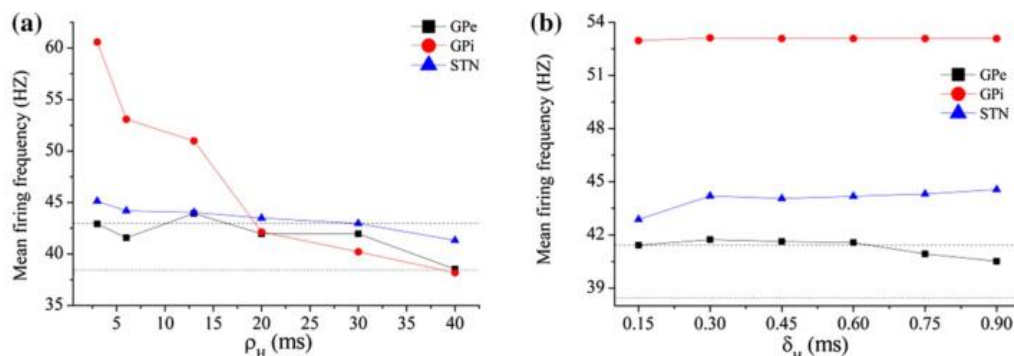 (a)
GPe
GPi
STN
Mean firing frequency (HZ)
60
55
50
45
40
35
5 10 15 20 25 30 35 40
ρH (ms)
(b)
54
51
48
45
42
39
GPe
GPi
STN
Mean firing frequency (HZ)
0.15 0.30 0.45 0.60 0.75 0.90
δH (ms)